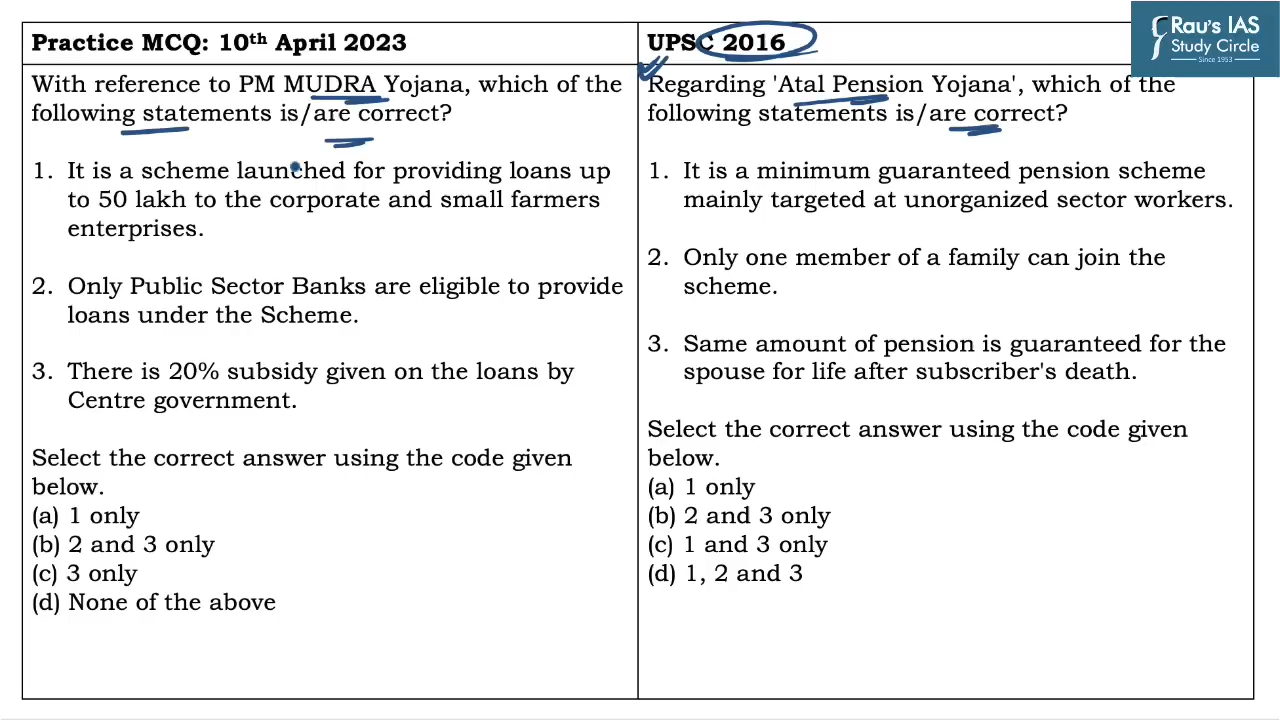 Rau's IAS
Study Circle
Since 1953
Practice MCQ: 10th April 2023
With reference to PM MUDRA Yojana, which of the
following statements is/are correct?
1. It is a scheme launched for providing loans up
to 50 lakh to the corporate and small farmers
enterprises.
2. Only Public Sector Banks are eligible to provide
loans under the Scheme.
3. There is 20% subsidy given on the loans by
Centre government.
Select the correct answer using the code given
below.
(a) 1 only
(b) 2 and 3 only
(c) 3 only
(d) None of the above
UPSC 2016
Regarding 'Atal Pension Yojana', which of the
following statements is/are correct?
1. It is a minimum guaranteed pension scheme
mainly targeted at unorganized sector workers.
2. Only one member of a family can join the
scheme.
3. Same amount of pension is guaranteed for the
spouse for life after subscriber's death.
Select the correct answer using the code given
below.
(a) 1 only
(b) 2 and 3 only
(c) 1 and 3 only
(d) 1, 2 and 3